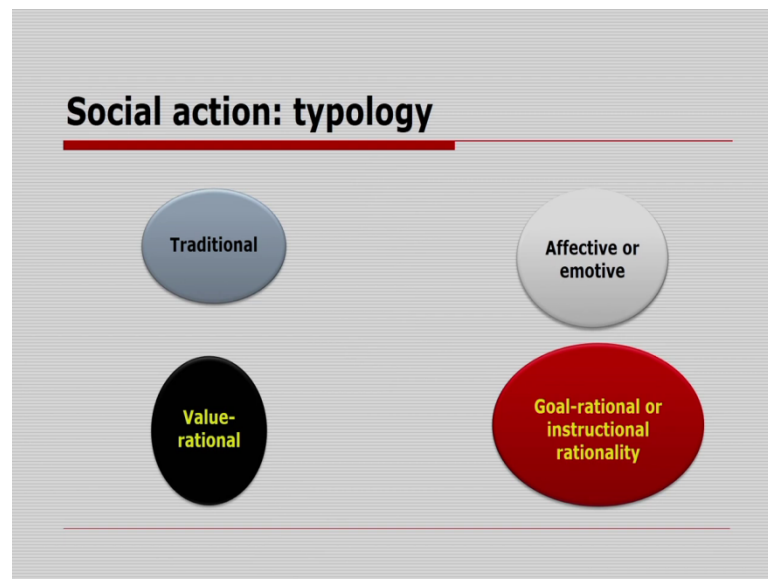 Social action: typology
Traditional
Affective or
emotive
Value-
rational
Goal-rational or
instructional
rationality